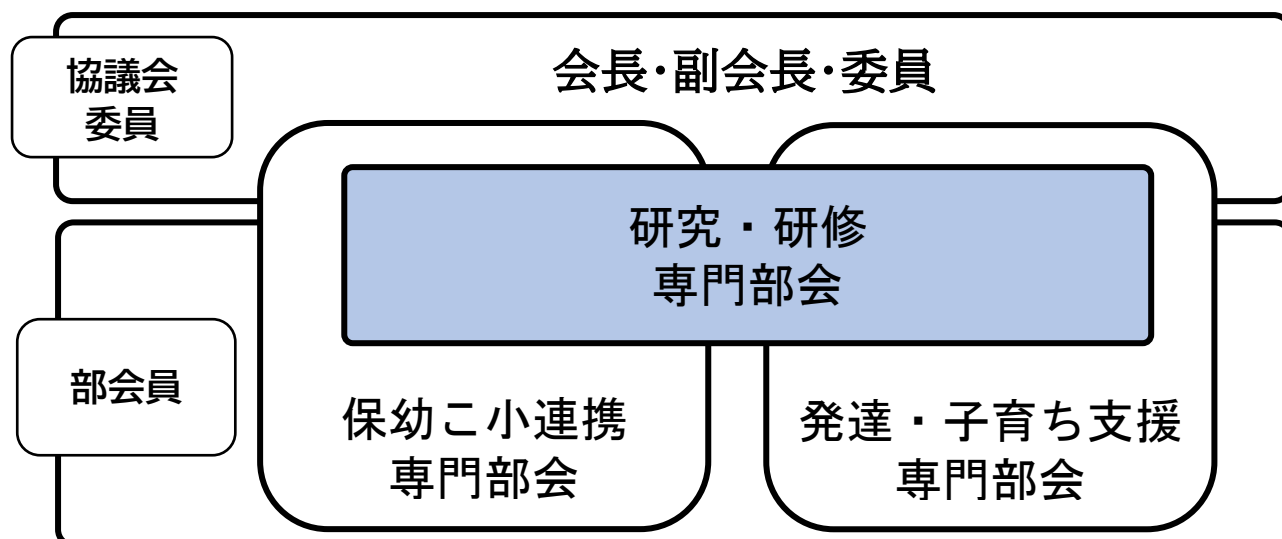 協議会
委員
会長･副会長･委員
研究・研修
専門部会
部会員
保幼こ小連携
専門部会
発達・子育ち支援
専門部会